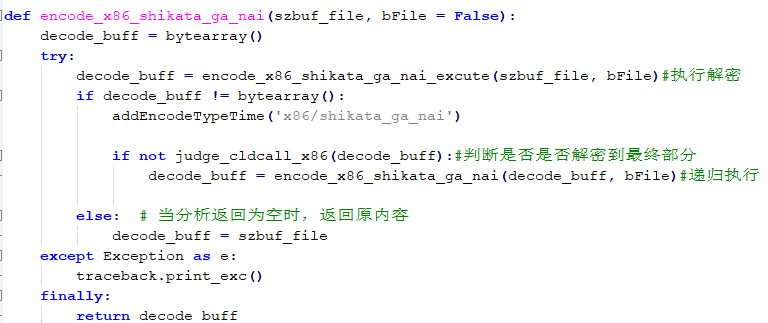 def encode_x86_shikata_ga_nai(szbuf_file, bFile = False):
    decode_buff = bytearray()
    try:
        decode_buff = encode_x86_shikata_ga_nai_excute(szbuf_file, bFile)#执行解密
        if decode_buff != bytearray():
            addEncodeTypeTime('x86/shikata_ga_nai')
            if not judge_cldcall_x86(decode_buff):#判断是否是否解密到最终部分
                decode_buff = encode_x86_shikata_ga_nai(decode_buff, bFile)#递归执行
        else:  # 当分析返回为空时，返回原内容
            decode_buff = szbuf_file
    except Exception as e:
        traceback.print_exc()
    finally:
        return decode_buff